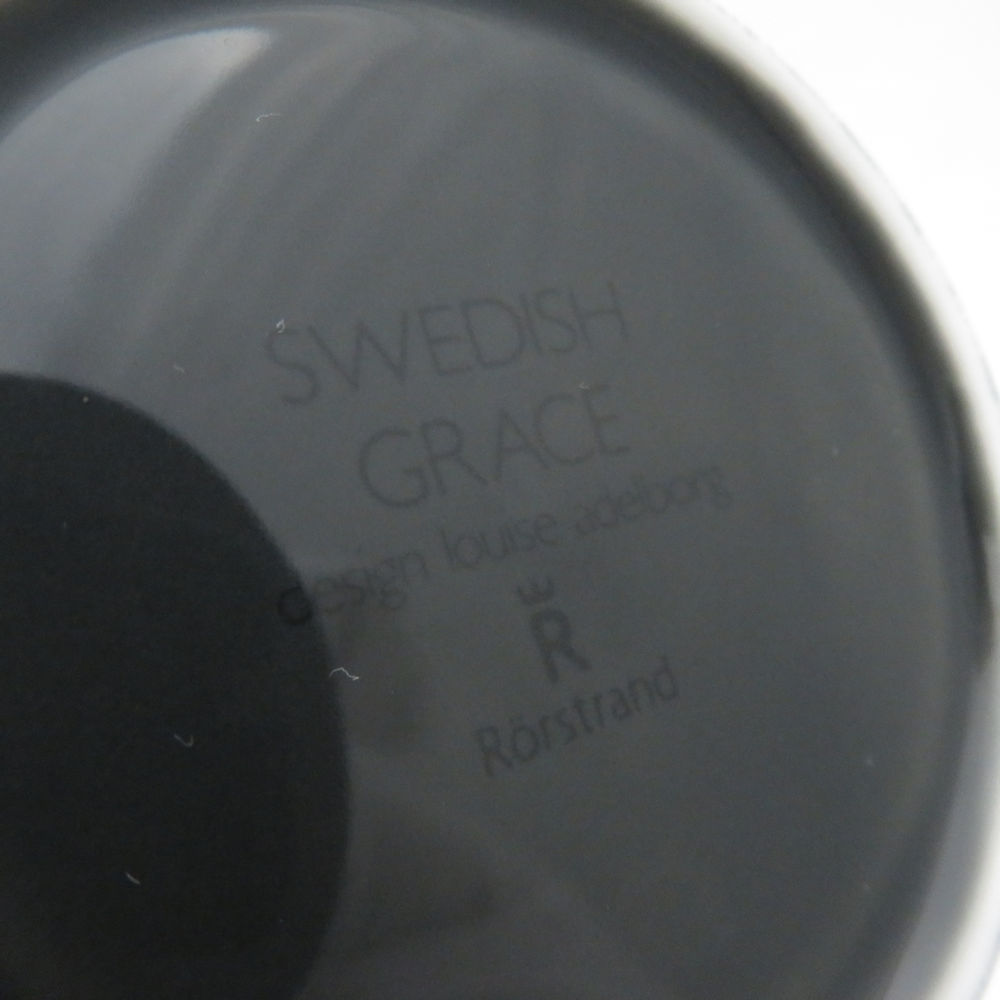 SWEDISH
GRACE
design louise adelborg
R
Rörstrand